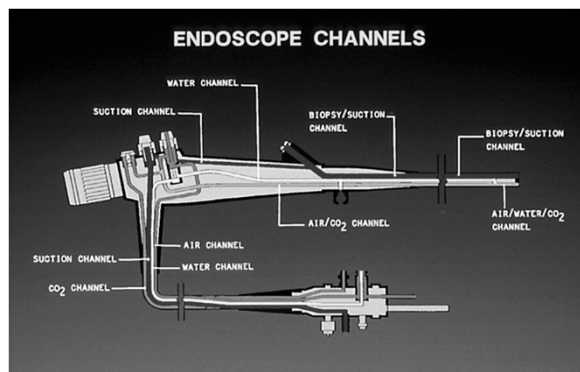 ENDOSCOPE CHANNELS
WATER CHANNEL
SUCTION CHANNEL
BIOPSY/SUCTION
CHANNEL
BIOPSY/SUCTION
CHANNEL
AIR/CO₂ CHANNEL
AIR/WATER/CO₂
CHANNEL
AIR CHANNEL
SUCTION CHANNEL
WATER CHANNEL
CO₂ CHANNEL